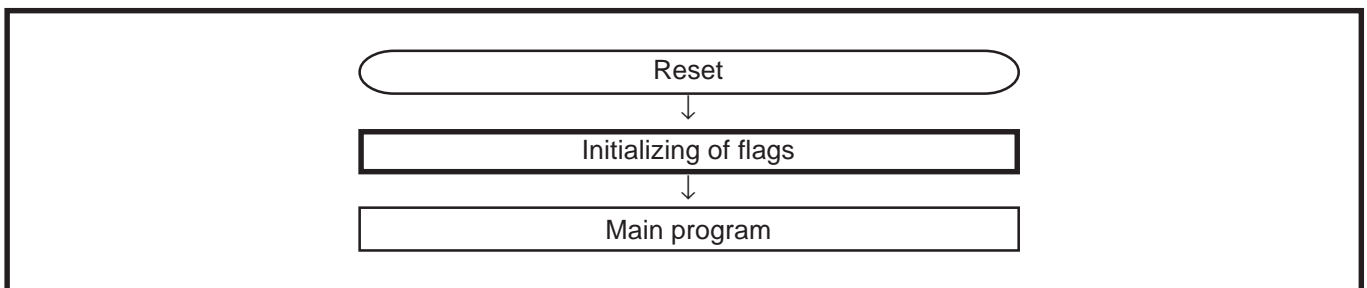 Reset
↓
Initializing of flags
↓
Main program